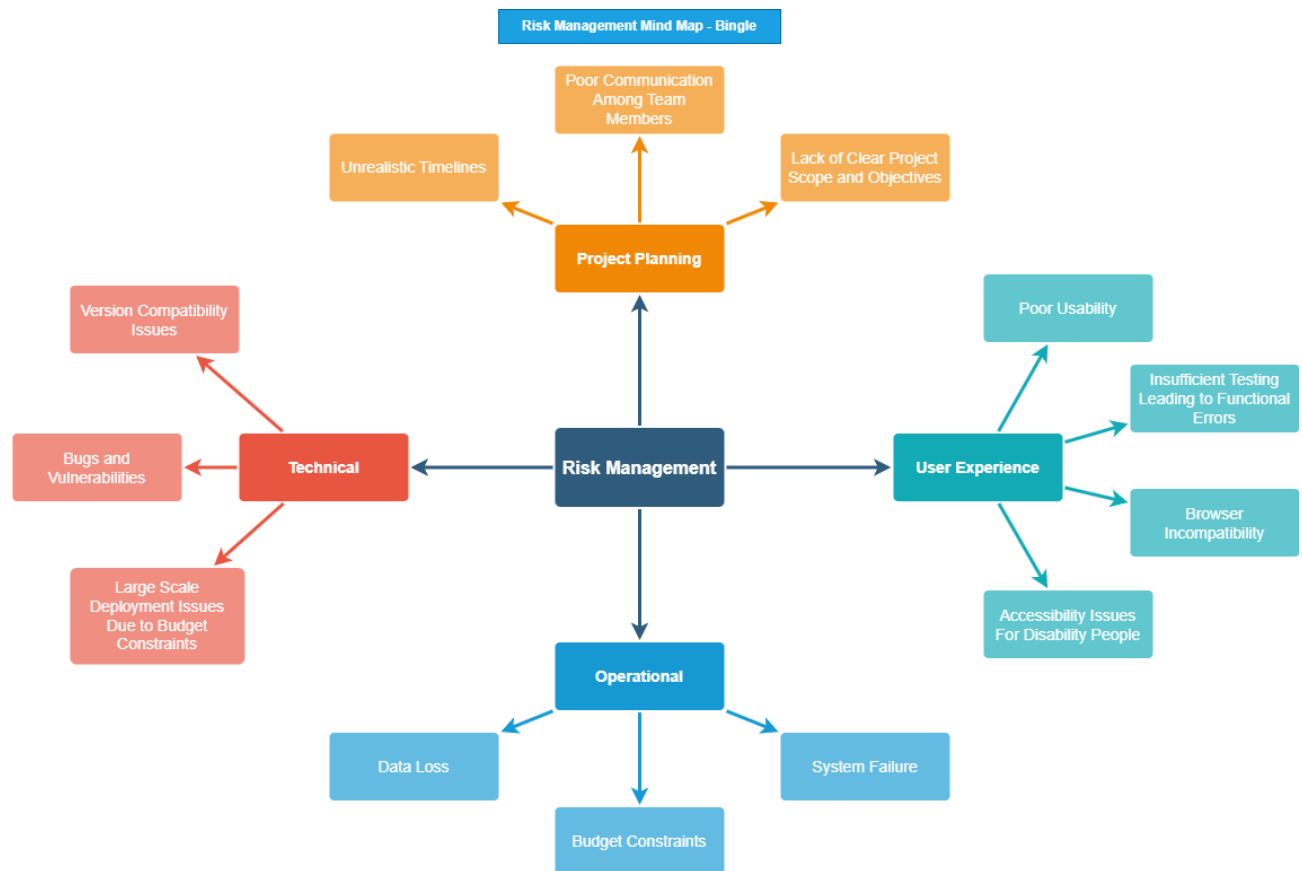 Risk Management Mind Map - Bingle
Poor Communication
Among Team
Members
Unrealistic Timelines
Lack of Clear Project
Scope and Objectives
Project Planning
Version Compatibility
Issues
Poor Usability
Insufficient Testing
Leading to Functional
Errors
Bugs and
Vulnerabilities
Technical
Risk Management
User Experience
Browser
Incompatibility
Large Scale
Deployment Issues
Due to Budget
Constraints
Accessibility Issues
For Disability People
Operational
Data Loss
System Failure
Budget Constraints